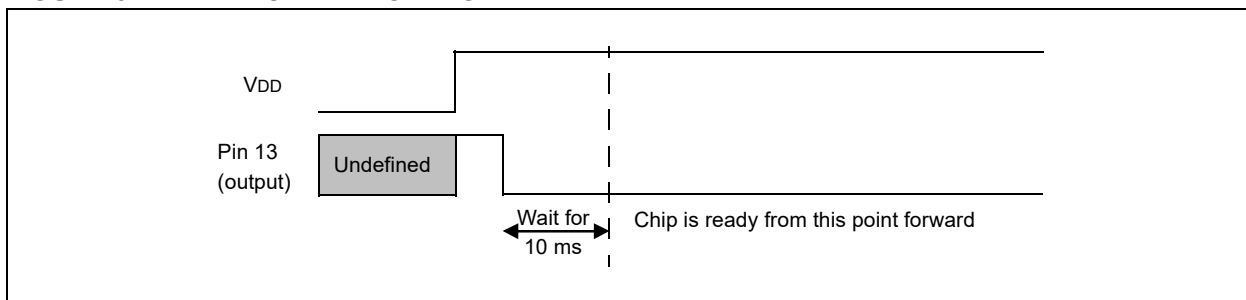 VDD
Pin 13
(output)
Undefined
Wait for
10 ms
Chip is ready from this point forward